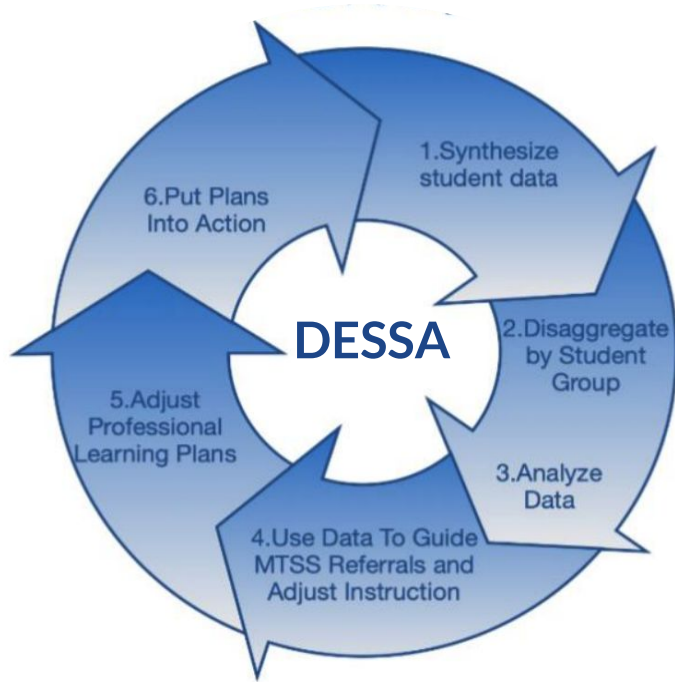 1.Synthesize
student data
2.Disaggregate
by Student
Group
3.Analyze
Data
4.Use Data To Guide
MTSS Referrals and
Adjust Instruction
5.Adjust
Professional
Learning Plans
6.Put Plans
Into Action
DESSA